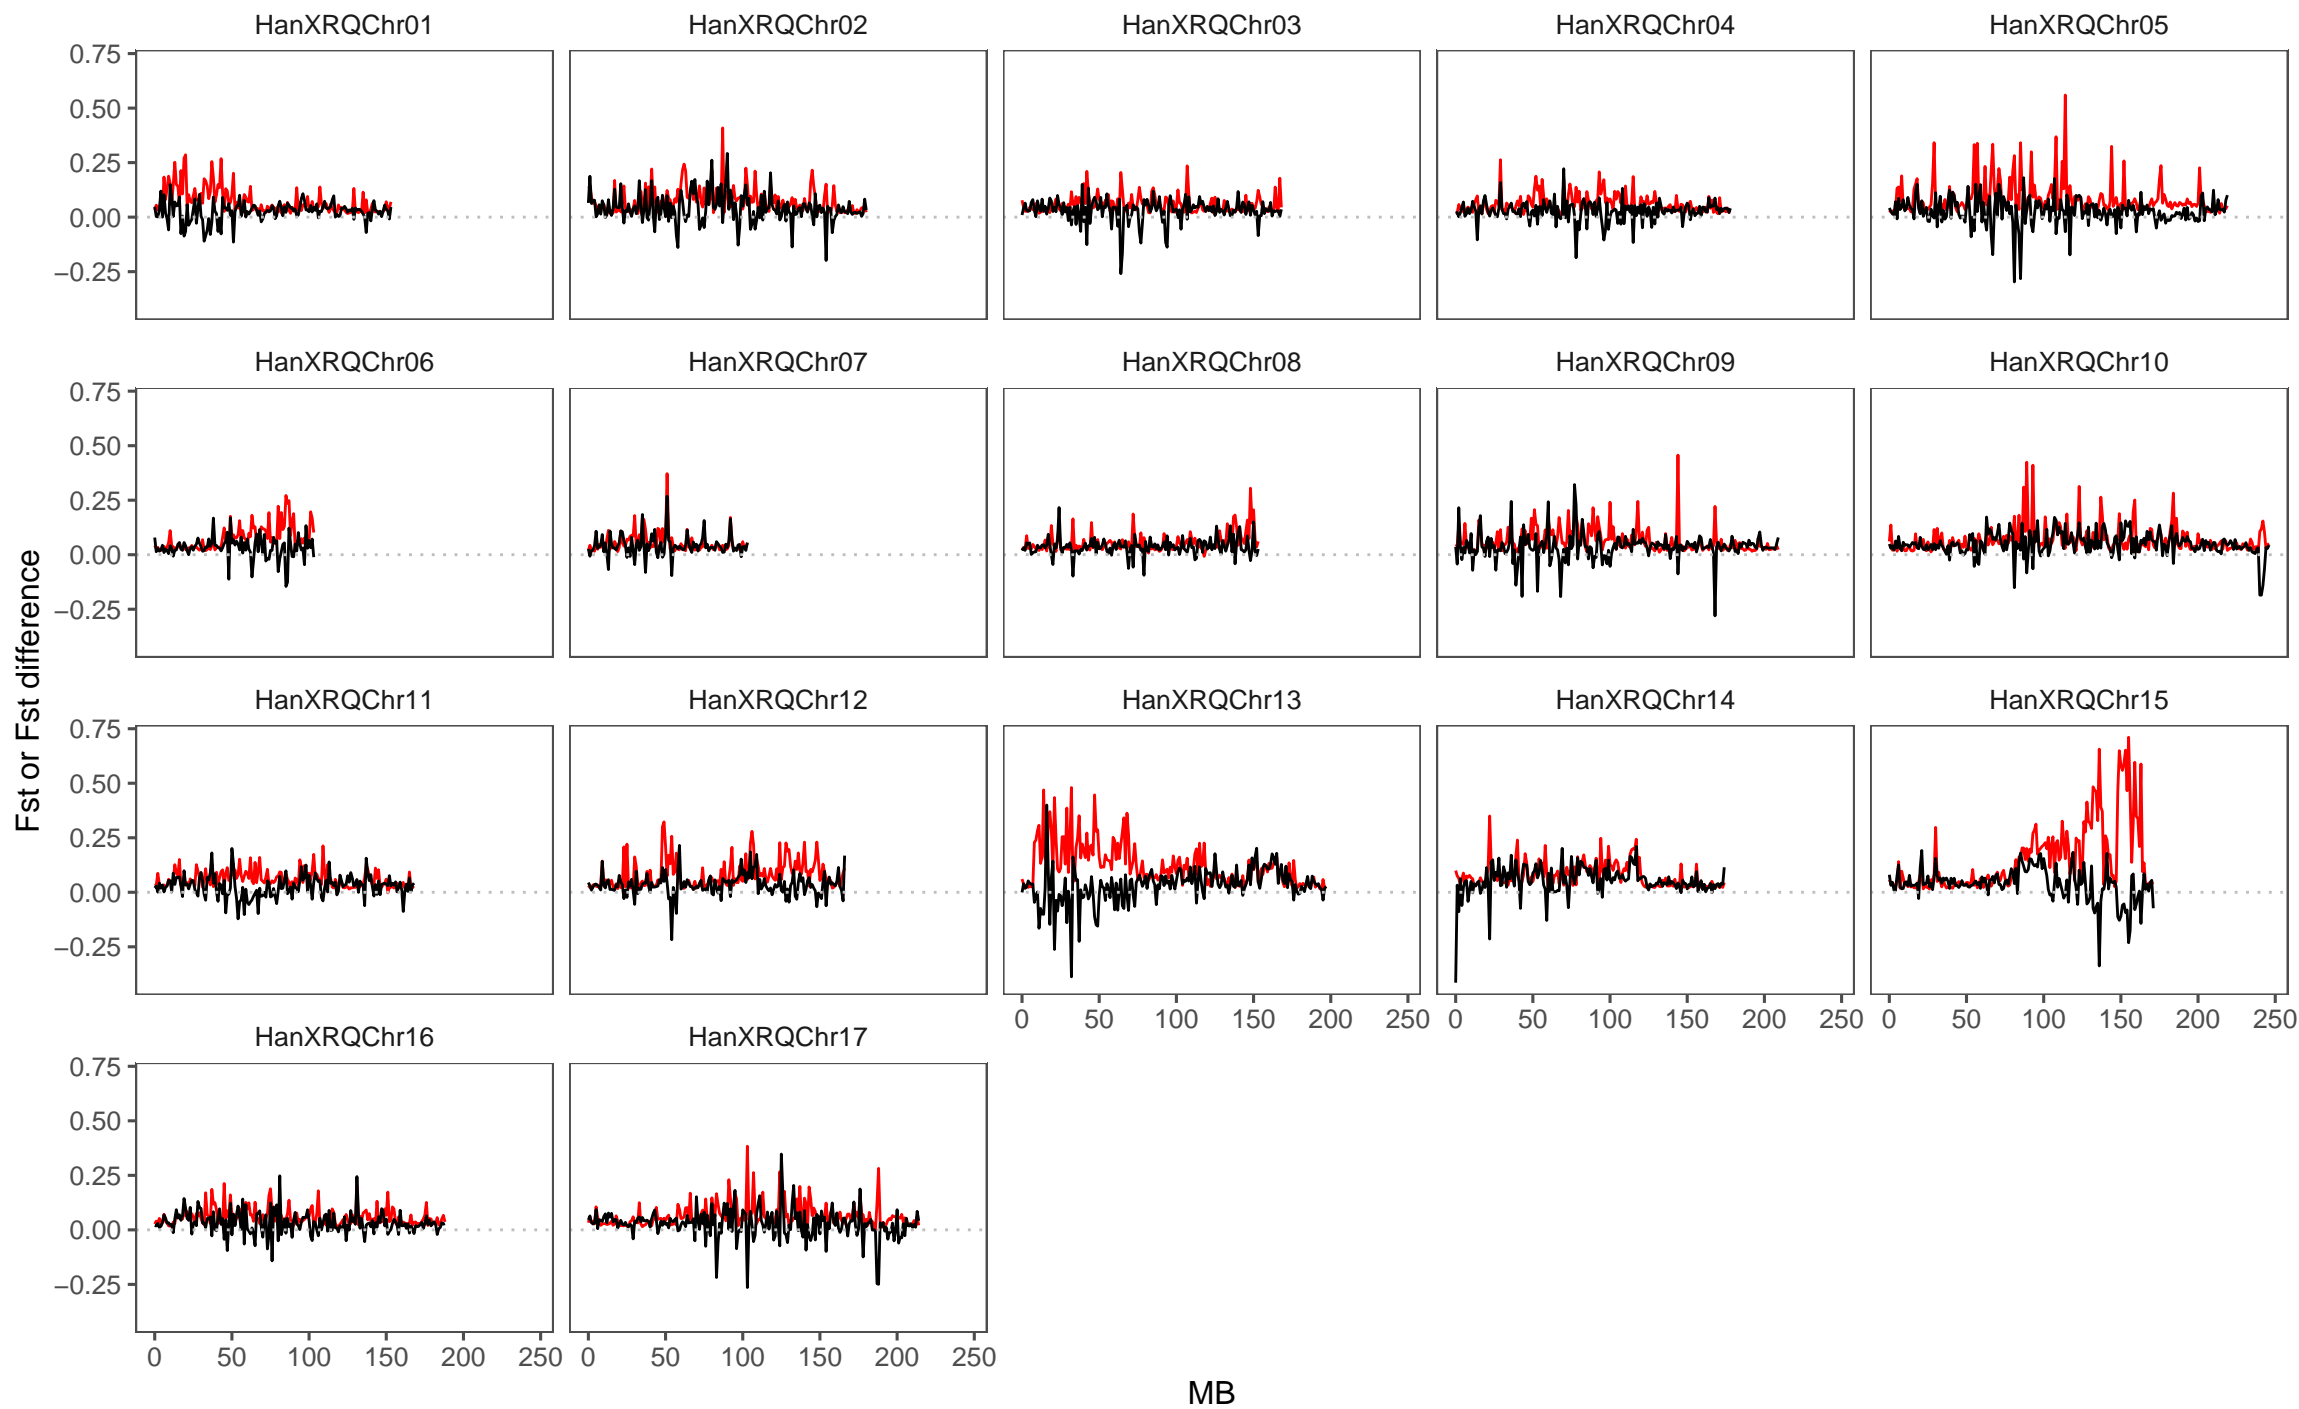 HanXRQChr01 HanXRQChr02 HanXRQChr03 HanXRQChr04 HanXRQChr05
0.75
0.50
0.25
0.00
−0.25
HanXRQChr06 HanXRQChr07 HanXRQChr08 HanXRQChr09 HanXRQChr10
0.75
0.50
0.25
0.00
−0.25
Fst or Fst difference
HanXRQChr11 HanXRQChr12 HanXRQChr13 HanXRQChr14 HanXRQChr15
0.75
0.50
0.25
0.00
−0.25
0 50 100 150 200 250 0 50 100 150 200 250 0 50 100 150 200 250
HanXRQChr16 HanXRQChr17
0.75
0.50
0.25
0.00
−0.25
0 50 100 150 200 250 0 50 100 150 200 250
MB